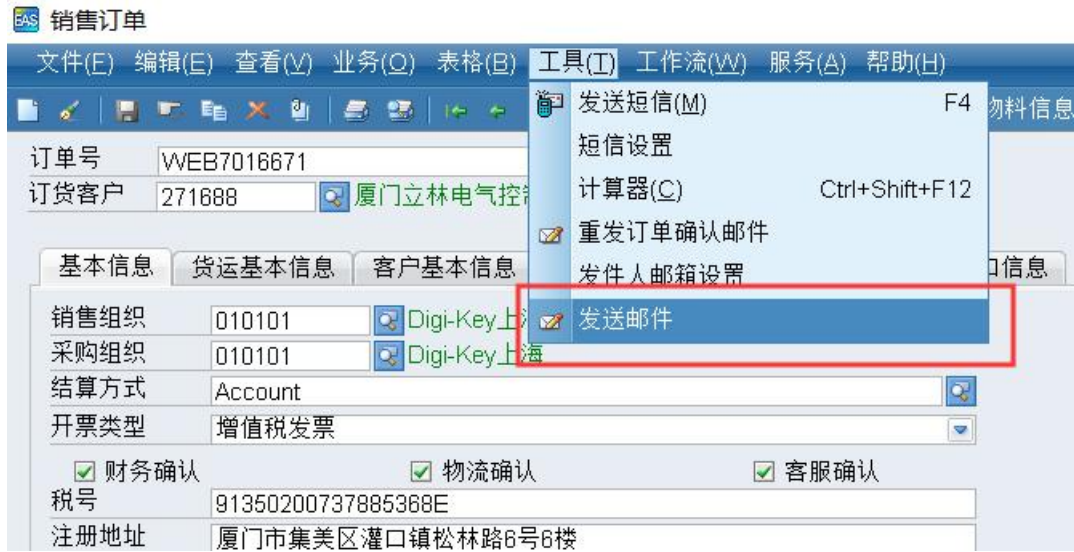 EAS 销售订单
文件(F) 编辑(E) 查看(V) 业务(O) 表格(B) 工具(T) 工作流(W) 服务(A) 帮助(H)
发送短信(M) F4
物料信息
短信设置
计算器(C) Ctrl+Shift+F12
重发订单确认邮件
发件人邮箱设置
发送邮件
订单号 WEB7016671
订货客户 271688 厦门立林电气控
基本信息 货运基本信息 客户基本信息 信息
销售组织 010101 Digi-Key上
采购组织 010101 Digi-Key上海
结算方式 Account
开票类型 增值税发票
财务确认 物流确认 客服确认
税号 91350200737885368E
注册地址 厦门市集美区灌口镇松林路6号6楼